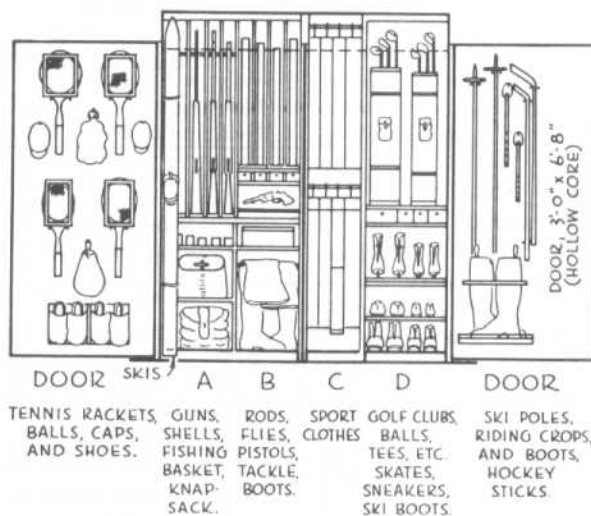 DOOR, 3'-0" x 6'-8"
(HOLLOW CORE)
DOOR
SKIS
A
B
C
D
DOOR
TENNIS RACKETS,
BALLS, CAPS,
AND SHOES.
GUNS,
SHELLS,
FISHING
BASKET,
KNAP-
SACK.
RODS,
FLIES,
PISTOLS,
TACKLE,
BOOTS.
SPORT
CLOTHES
GOLF CLUBS,
BALLS,
TEES, ETC.
SKATES,
SNEAKERS,
SKI BOOTS.
SKI POLES,
RIDING CROPS,
AND BOOTS,
HOCKEY
STICKS.